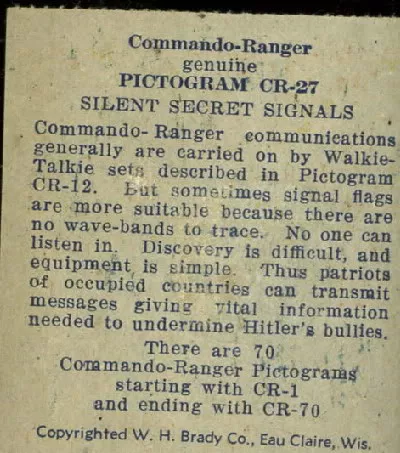 Commando-Ranger
genuine
PICTOGRAM CR-27
SILENT SECRET SIGNALS
Commando-Ranger communications
generally are carried on by Walkie-
Talkie sets described in Pictogram
CR-12. But sometimes signal flags
are more suitable because there are
no wave-bands to trace. No one can
listen in. Discovery is difficult, and
equipment is simple. Thus patriots
of occupied countries can transmit
messages giving vital information
needed to undermine Hitler's bullies.
There are 70
Commando-Ranger Pictograms
starting with CR-1
and ending with CR-70
Copyrighted W. H. Brady Co., Eau Claire, Wis.